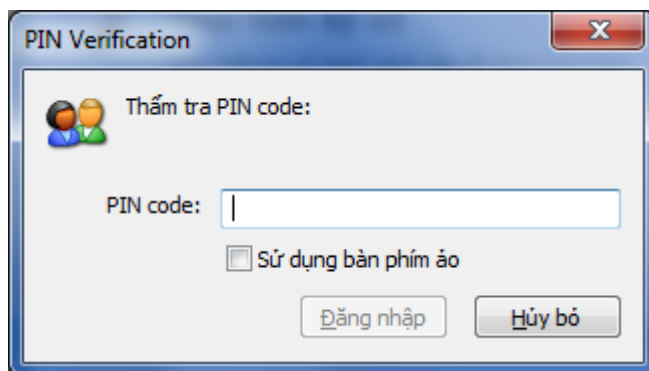 PIN Verification
Thẩm tra PIN code:
PIN code:
Sử dụng bàn phím ảo
Đăng nhập
Hủy bỏ